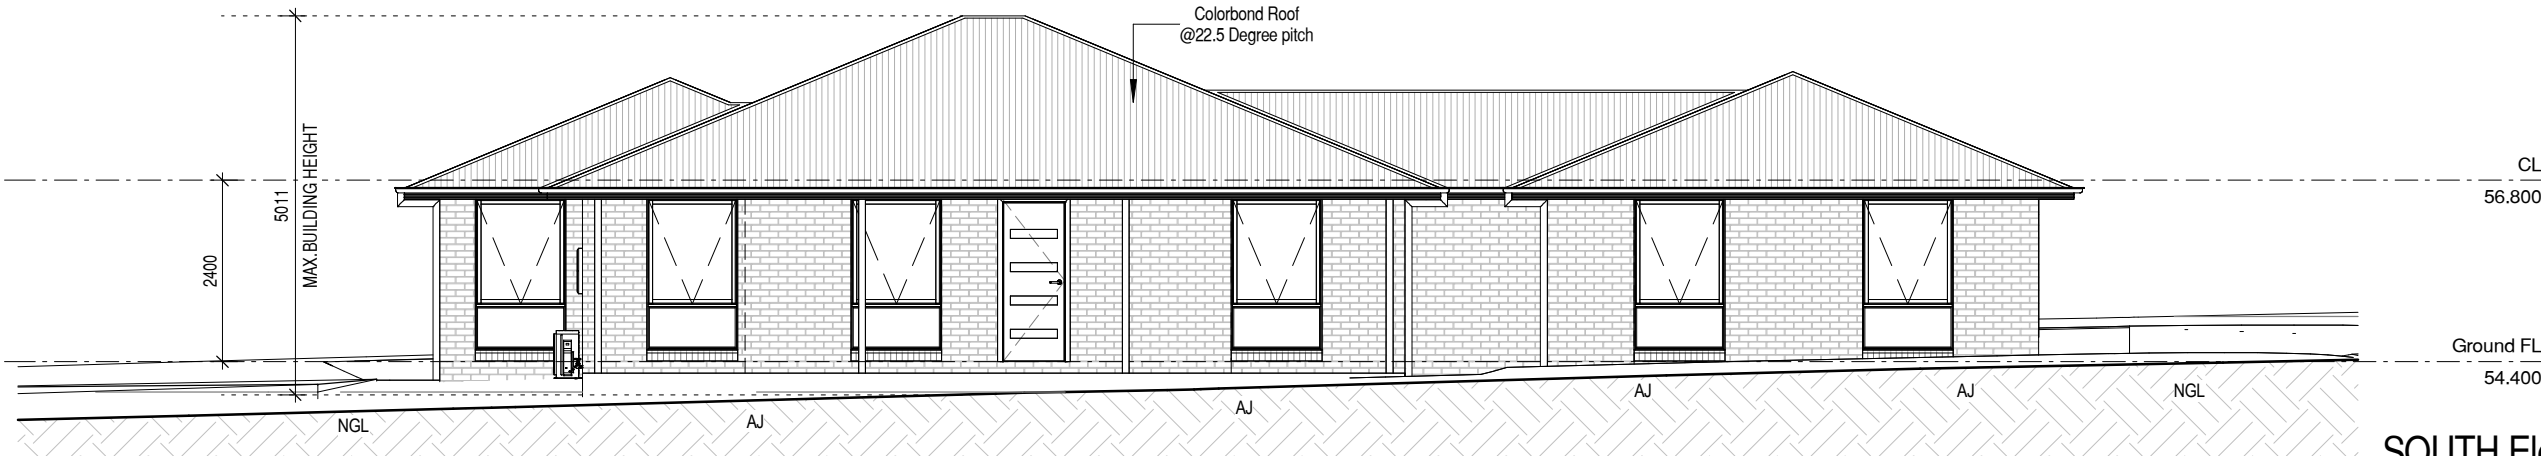 Colorbond Roof
@22.5 Degree pitch
5011
MAX.BUILDING HEIGHT
2400
CL
56.800
Ground FL
54.400
NGL
AJ
AJ
AJ
AJ
NGL
SOUTH